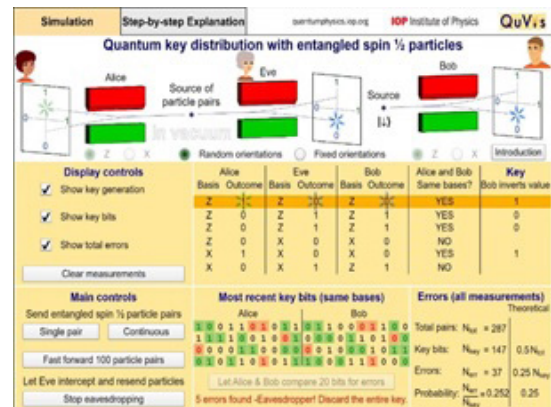 Simulation
Step-by-step Explanation
quantumphysics.iop.org
IOP Institute of Physics
QuVis
Quantum key distribution with entangled spin ½ particles
Alice
Eve
Bob
Source of
particle pairs
Source
|↓⟩
in vacuum
Z X
Random orientations
Fixed orientations
Z X
Introduction
Display controls
Show key generation
Show key bits
Show total errors
Clear measurements
Alice Eve Bob Alice and Bob Key
Basis Outcome Basis Outcome Basis Outcome Same bases? Bob inverts value
Z Z Z YES 1
Z 0 Z 1 Z 1 YES 0
Z 0 Z 1 Z 1 YES 0
Z 0 X 0 X 0 NO
X 1 X 0 X 0 YES 1
X 0 X 1 Z 1 NO
Main controls
Send entangled spin ½ particle pairs
Single pair
Continuous
Fast forward 100 particle pairs
Let Eve intercept and resend particles
Stop eavesdropping
Most recent key bits (same bases)
Alice Bob
Let Alice & Bob compare 20 bits for errors
5 errors found -Eavesdropper! Discard the entire key.
Errors (all measurements)
Theoretical
Total pairs: Ntot = 287
Key bits: Nkey = 147 0.5 Ntot
Errors: Nerr = 37 0.25 Nkey
Probability: Nerr/Nkey = 0.252 0.25